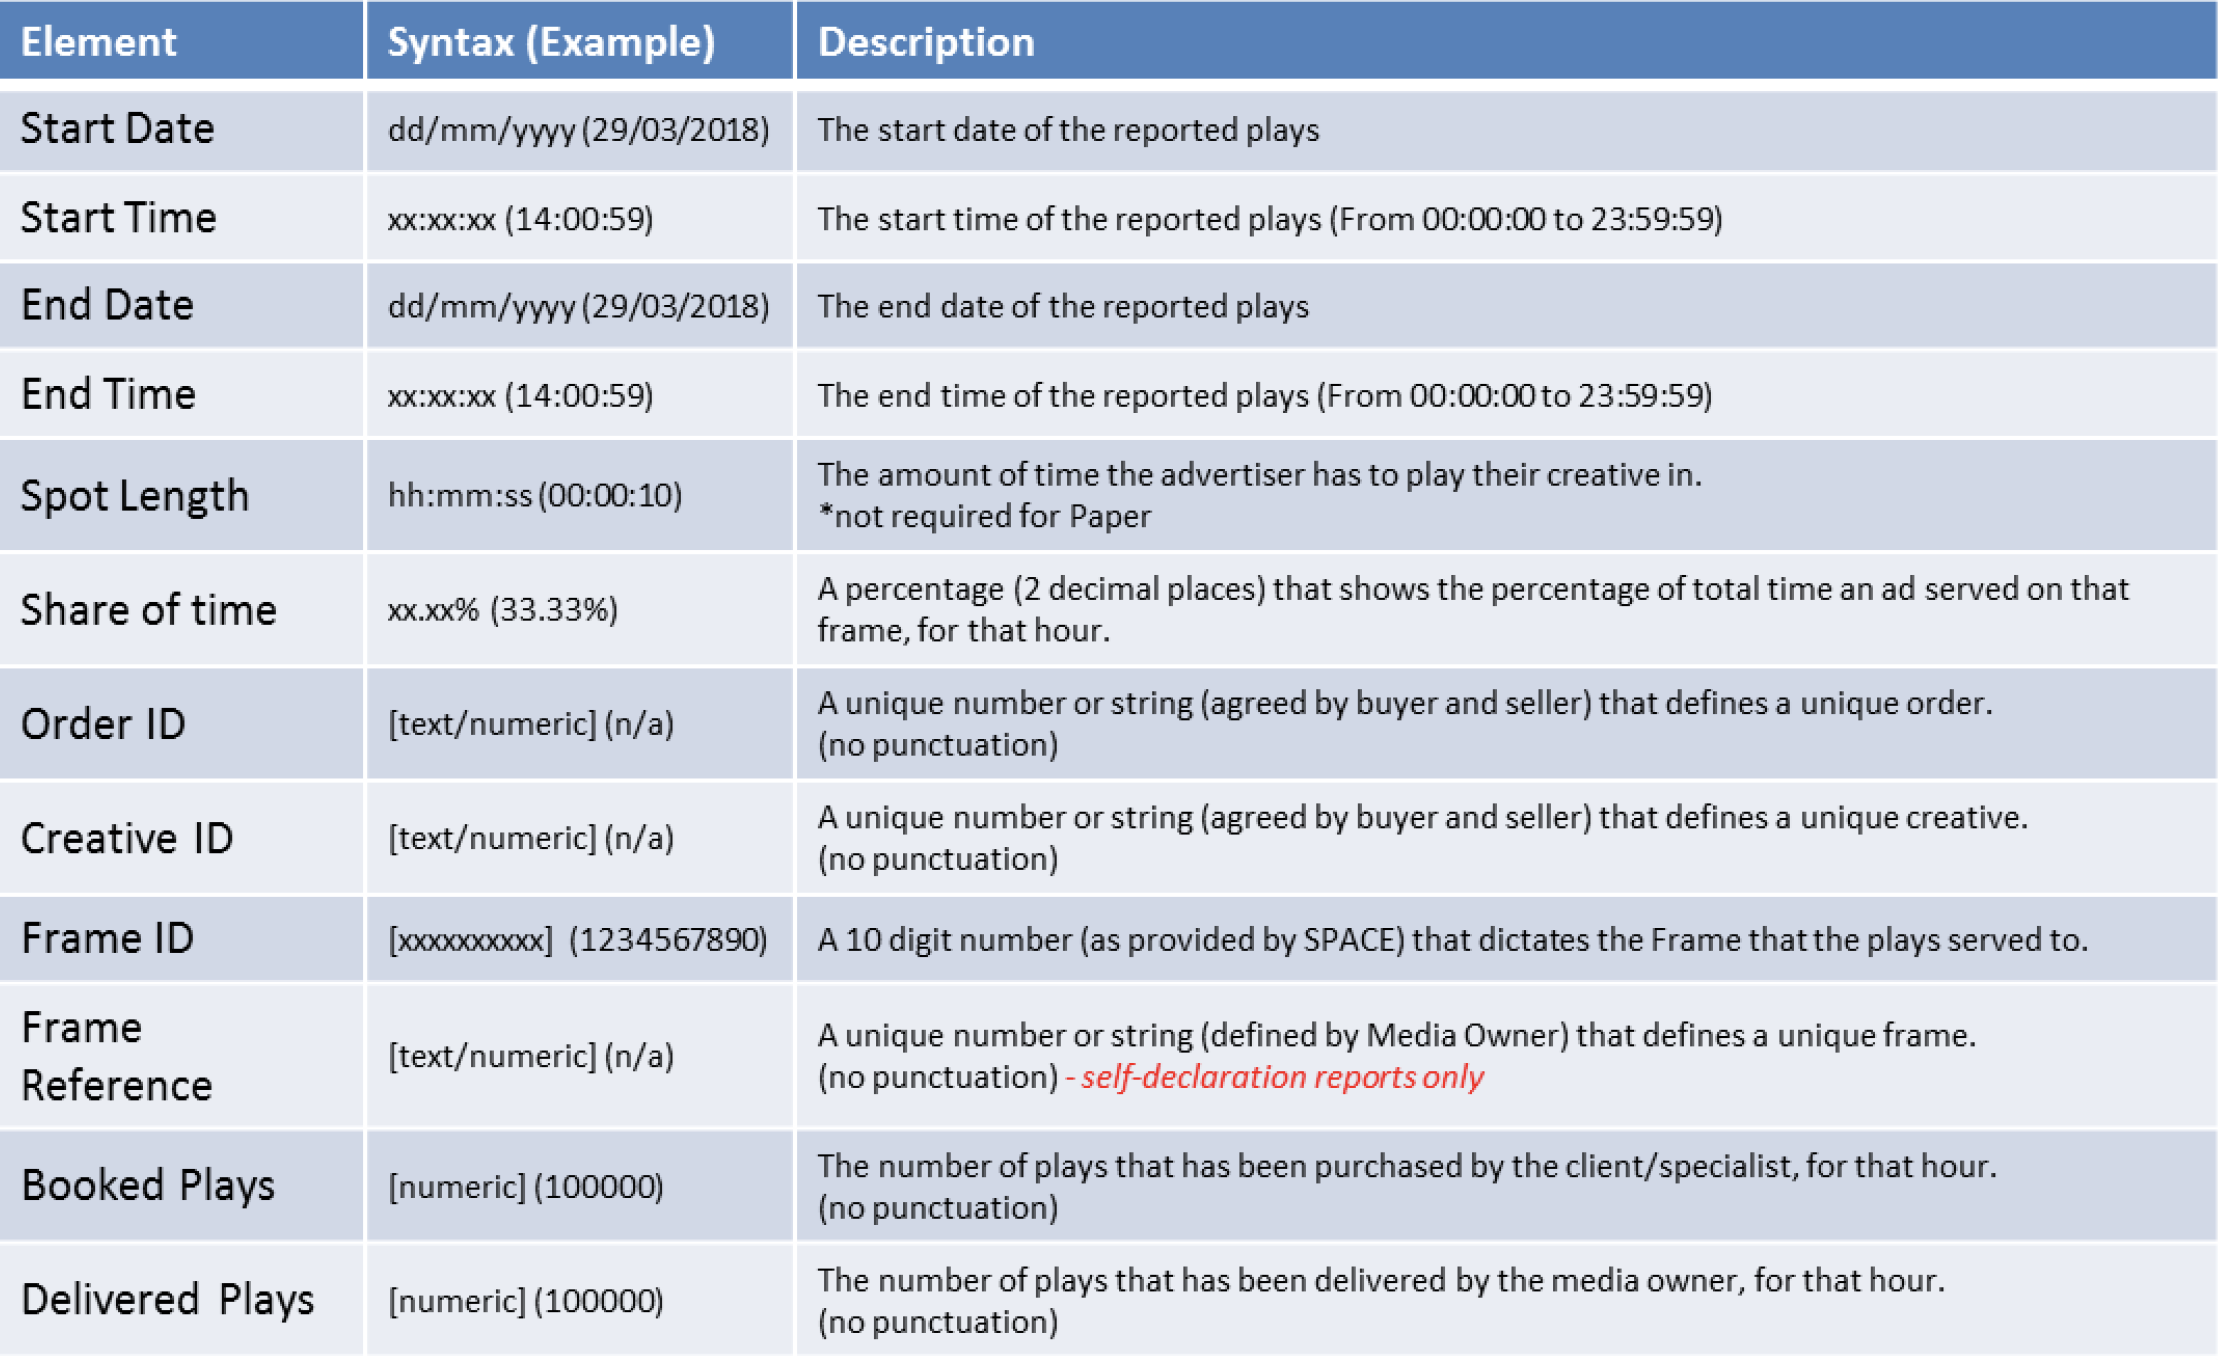 Element Syntax (Example) Description
Start Date dd/mm/yyyy (29/03/2018) The start date of the reported plays
Start Time xx:xx:xx (14:00:59) The start time of the reported plays (From 00:00:00 to 23:59:59)
End Date dd/mm/yyyy (29/03/2018) The end date of the reported plays
End Time xx:xx:xx (14:00:59) The end time of the reported plays (From 00:00:00 to 23:59:59)
Spot Length hh:mm:ss (00:00:10) The amount of time the advertiser has to play their creative in.
*not required for Paper
Share of time xx.xx% (33.33%) A percentage (2 decimal places) that shows the percentage of total time an ad served on that
frame, for that hour.
Order ID [text/numeric] (n/a) A unique number or string (agreed by buyer and seller) that defines a unique order.
(no punctuation)
Creative ID [text/numeric] (n/a) A unique number or string (agreed by buyer and seller) that defines a unique creative.
(no punctuation)
Frame ID [xxxxxxxxxx] (1234567890) A 10 digit number (as provided by SPACE) that dictates the Frame that the plays served to.
Frame
Reference [text/numeric] (n/a) A unique number or string (defined by Media Owner) that defines a unique frame.
(no punctuation) - self-declaration reports only
Booked Plays [numeric] (100000) The number of plays that has been purchased by the client/specialist, for that hour.
(no punctuation)
Delivered Plays [numeric] (100000) The number of plays that has been delivered by the media owner, for that hour.
(no punctuation)